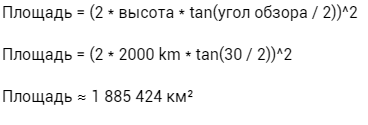 Площадь = (2 * высота * tan(угол обзора / 2))^2
Площадь = (2 * 2000 km * tan(30 / 2))^2
Площадь ≈ 1 885 424 км²